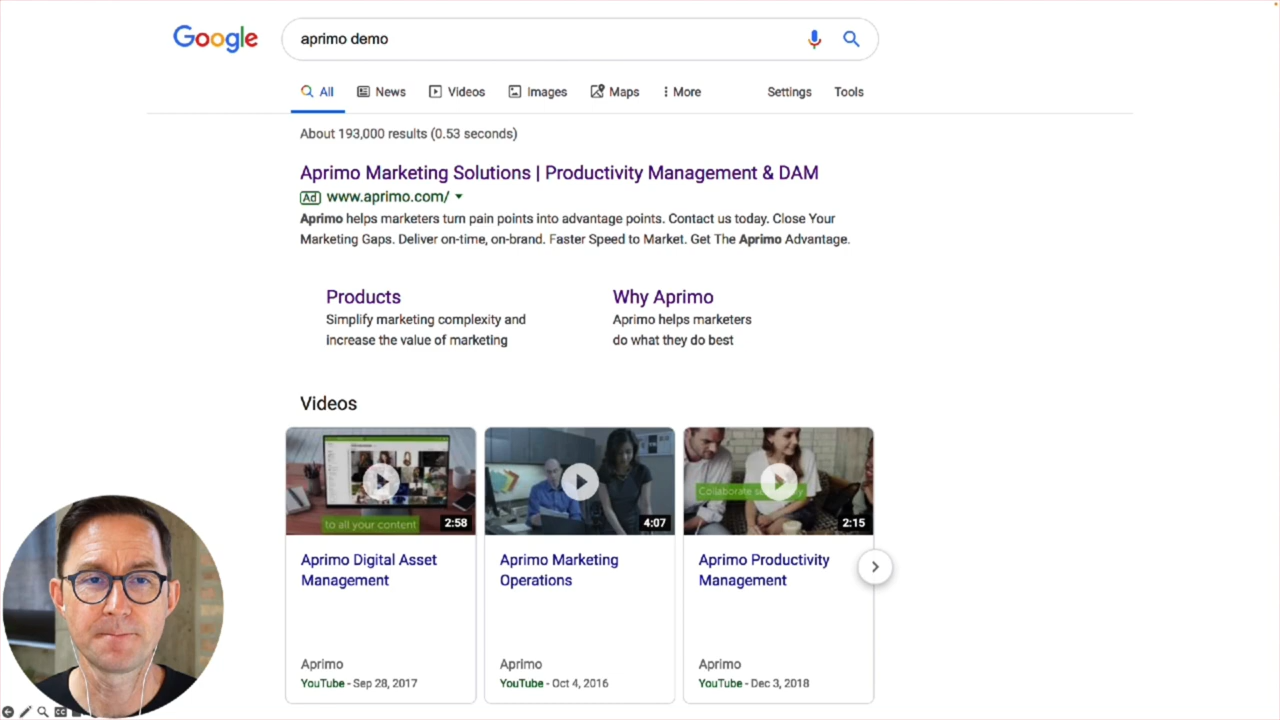 Google
aprimo demo
All News Videos Images Maps More Settings Tools
About 193,000 results (0.53 seconds)
Aprimo Marketing Solutions | Productivity Management & DAM
Ad www.aprimo.com/
Aprimo helps marketers turn pain points into advantage points. Contact us today. Close Your
Marketing Gaps. Deliver on-time, on-brand. Faster Speed to Market. Get The Aprimo Advantage.
Products
Simplify marketing complexity and
increase the value of marketing
Why Aprimo
Aprimo helps marketers
do what they do best
Videos
to all your content
2:58
Aprimo Digital Asset
Management
Aprimo
YouTube - Sep 28, 2017
4:07
Aprimo Marketing
Operations
Aprimo
YouTube - Oct 4, 2016
2:15
Aprimo Productivity
Management
Aprimo
YouTube - Dec 3, 2018